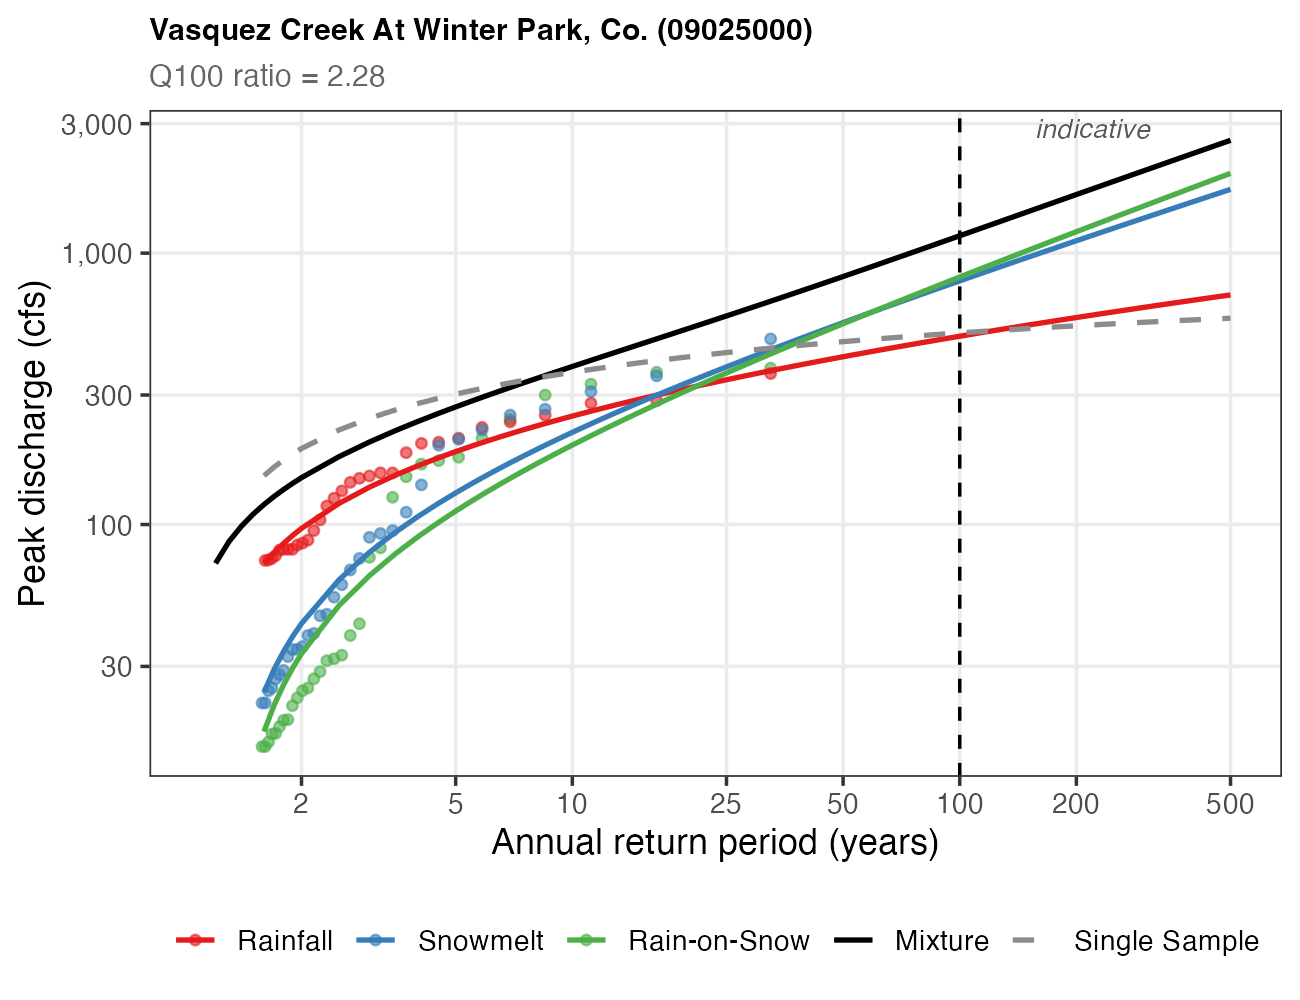 Vasquez Creek At Winter Park, Co. (09025000)
Q100 ratio = 2.28
indicative
3,000
1,000
300
100
30
Peak discharge (cfs)
2 5 10 25 50 100 200 500
Annual return period (years)
Rainfall Snowmelt Rain-on-Snow Mixture Single Sample